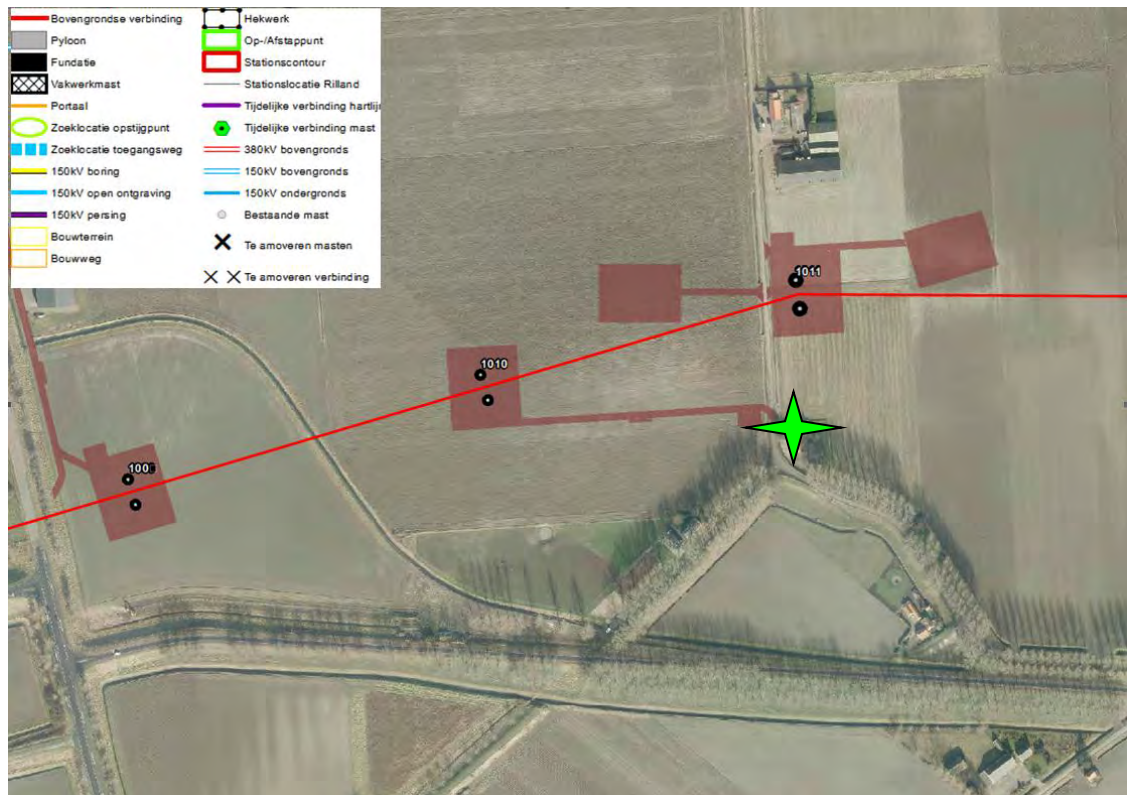 Bovengrondse verbinding
Pyloon
Fundatie
Vakwerkmast
Portaal
Zoeklocatie opstijgpunt
Zoeklocatie toegangsweg
150kV boring
150kV open ontgraving
150kV persing
Bouwterrein
Bouwweg
Hekwerk
Op-/Afstappunt
Stationscontour
Stationslocatie Rilland
Tijdelijke verbinding hartlij
Tijdelijke verbinding mast
380kV bovengronds
150kV bovengronds
150kV ondergronds
Bestaande mast
Te amoveren masten
Te amoveren verbinding
1011
1010